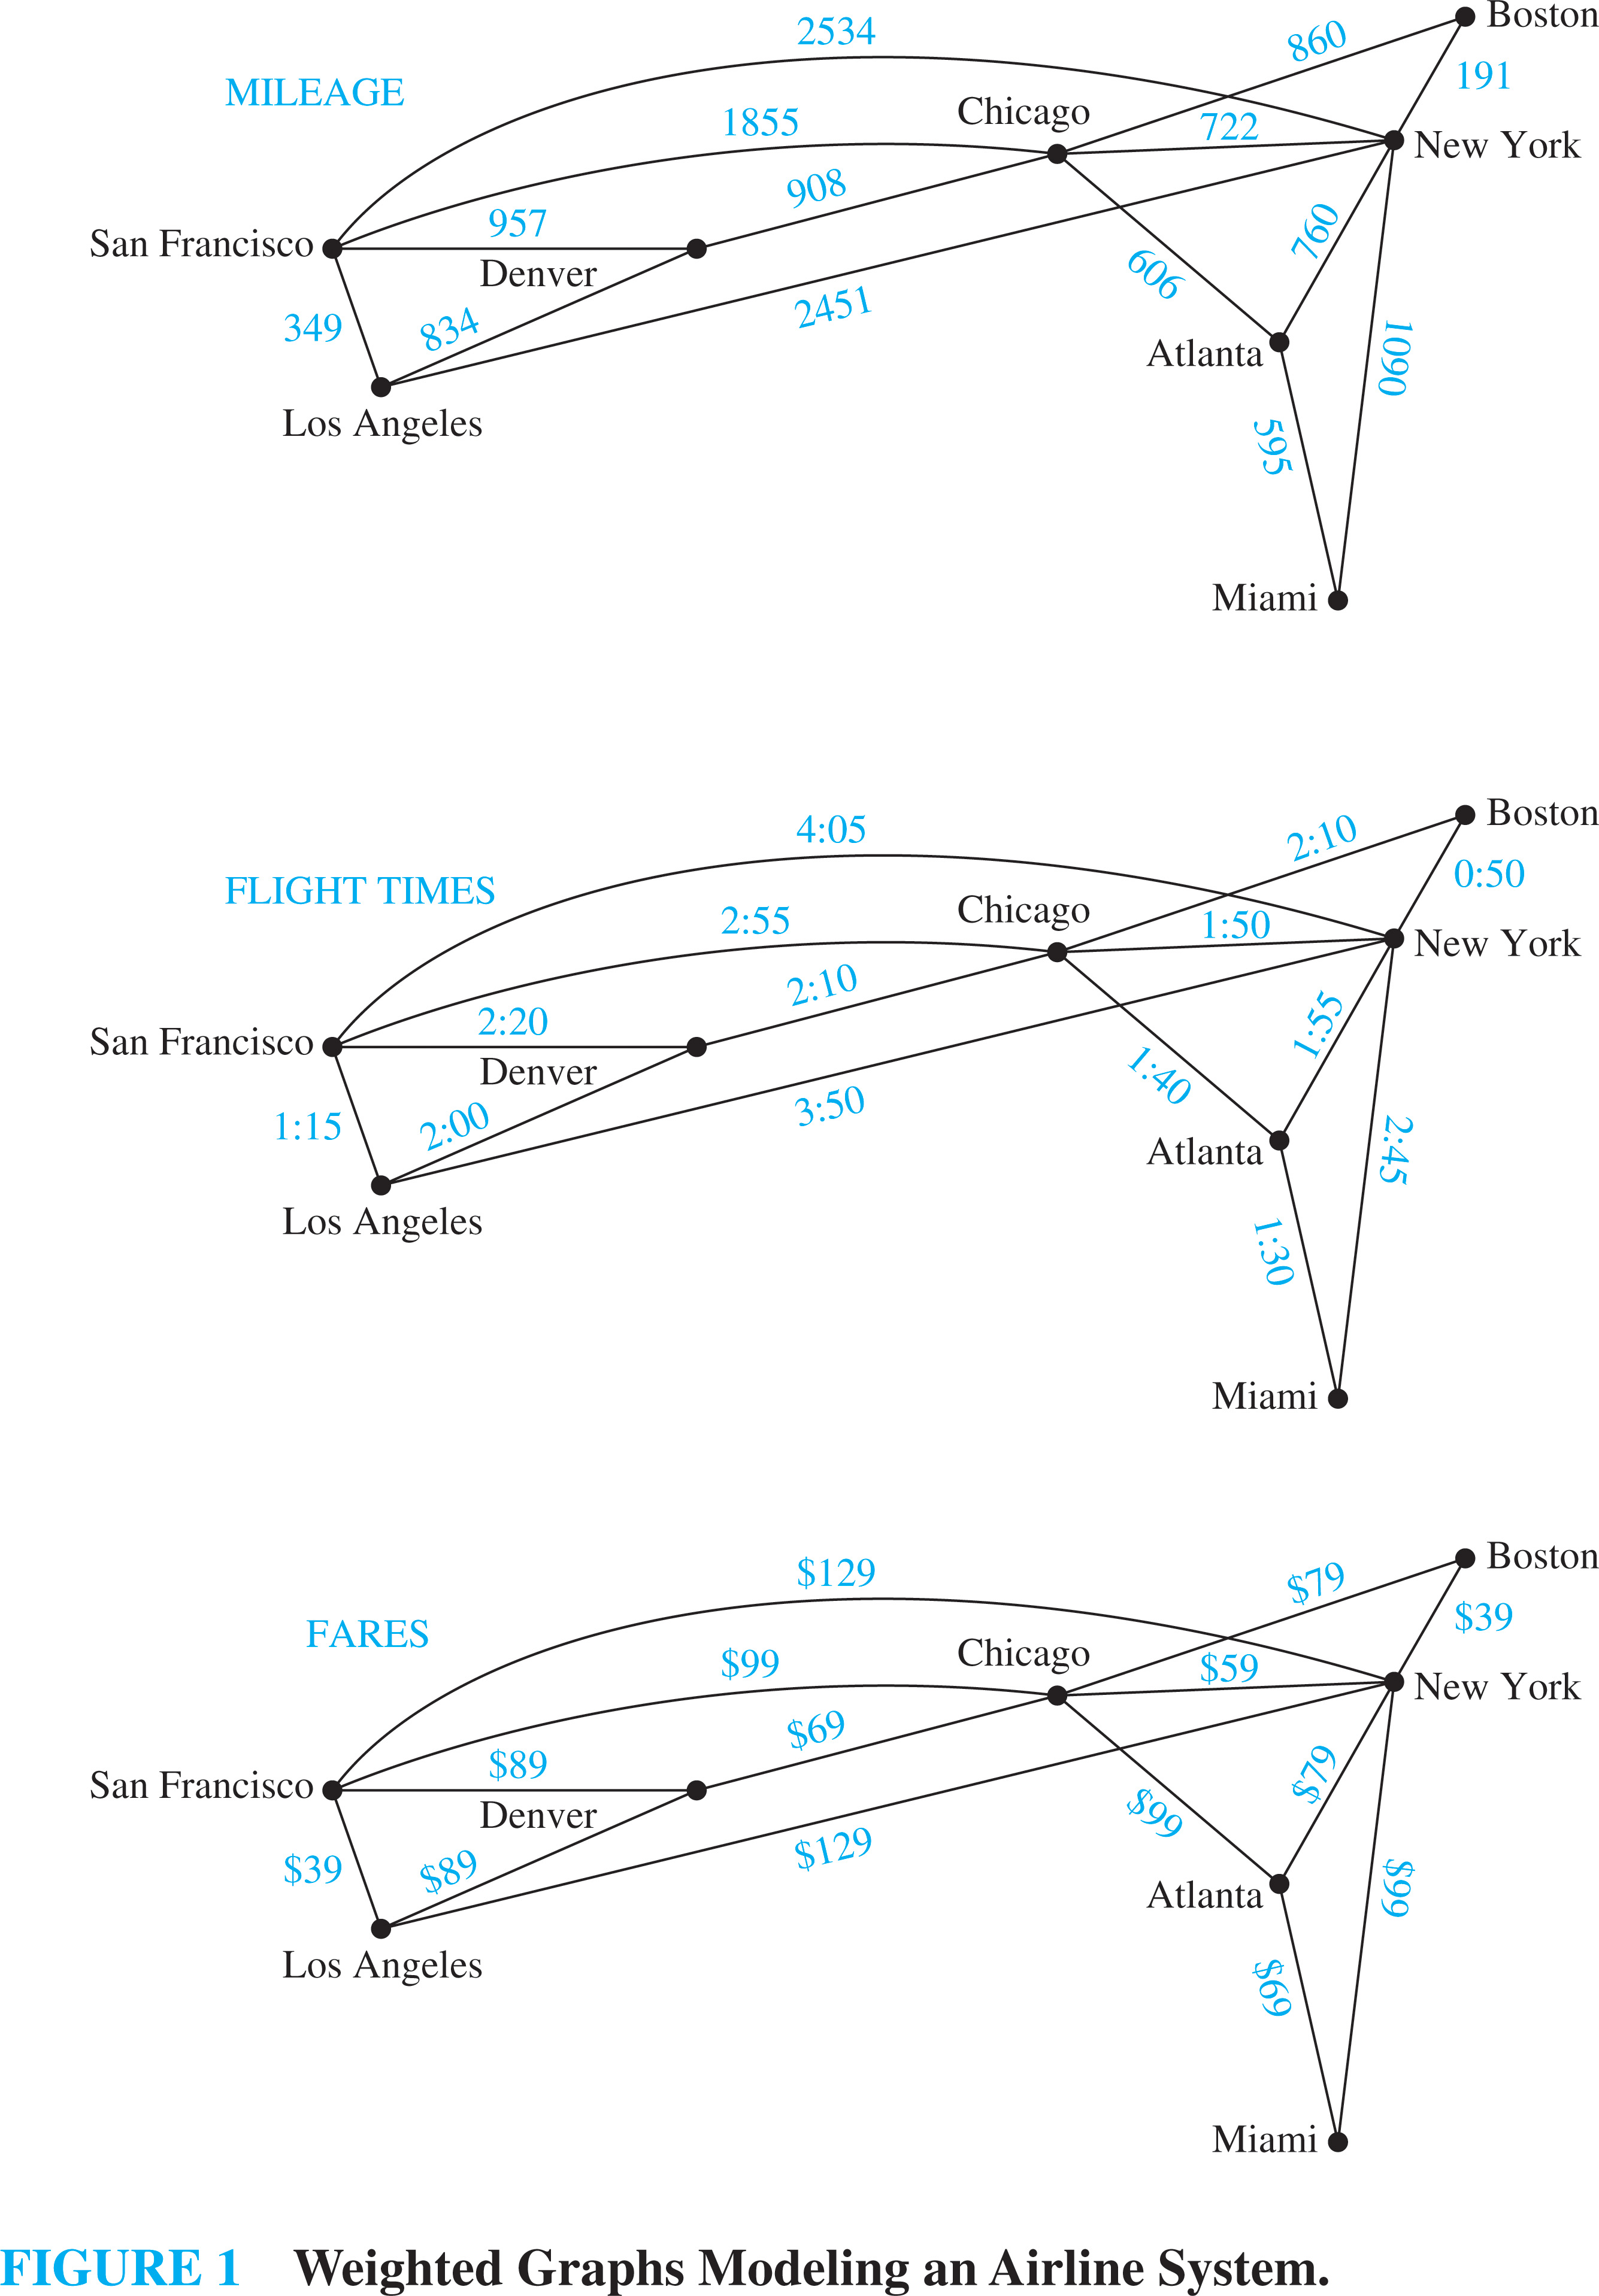 Boston
2534
860
191
MILEAGE
Chicago
1855
722
New York
908
957
760
San Francisco
Denver
606
2451
349
834
1090
Atlanta
Los Angeles
595
Miami
Boston
4:05
2:10
0:50
FLIGHT TIMES
Chicago
2:55
1:50
New York
2:10
2:20
1:55
San Francisco
Denver
1:40
3:50
1:15
2:00
2:45
Atlanta
Los Angeles
1:30
Miami
Boston
$129
$79
$39
FARES
Chicago
$99
$59
New York
$69
$89
$79
San Francisco
Denver
$99
$129
$39
$89
$99
Atlanta
Los Angeles
$69
Miami
FIGURE 1 Weighted Graphs Modeling an Airline System.